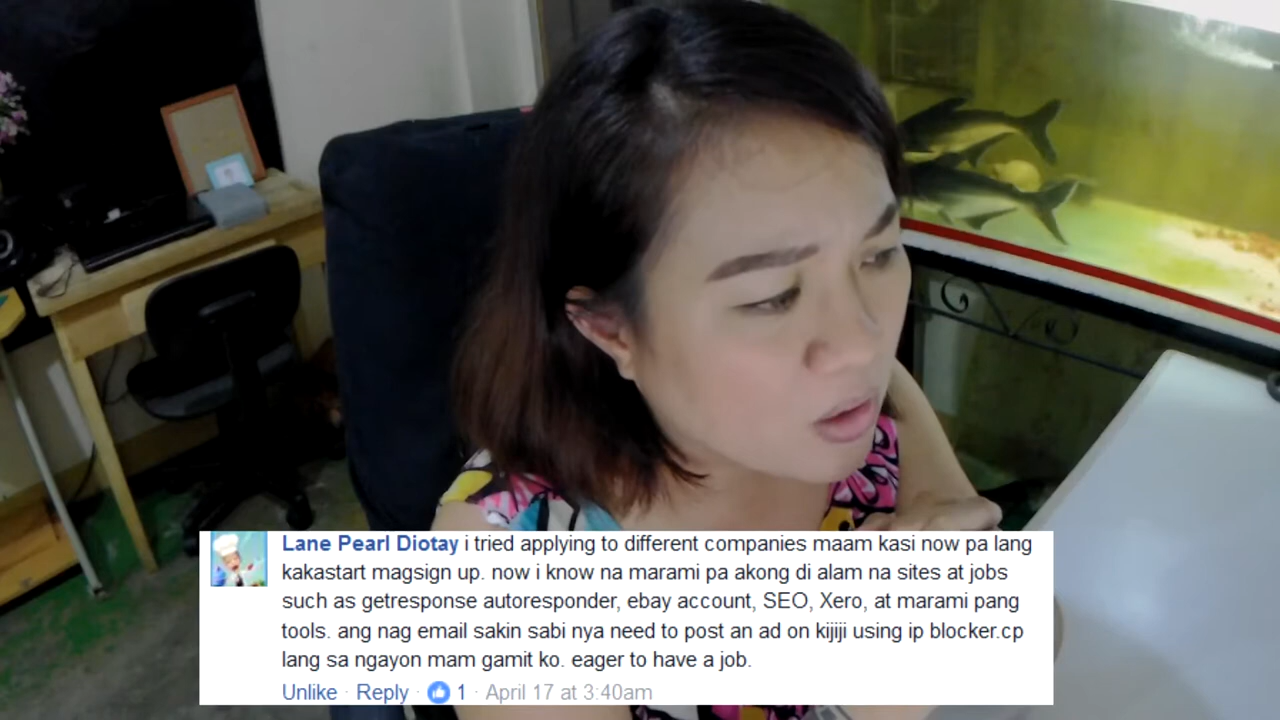 Lane Pearl Diotay i tried applying to different companies maam kasi now pa lang
kakastart magsign up. now i know na marami pa akong di alam na sites at jobs
such as getresponse autoresponder, ebay account, SEO, Xero, at marami pang
tools. ang nag email sakin sabi nya need to post an ad on kijiji using ip blocker.cp
lang sa ngayon mam gamit ko. eager to have a job.
Unlike · Reply · 1 · April 17 at 3:40am